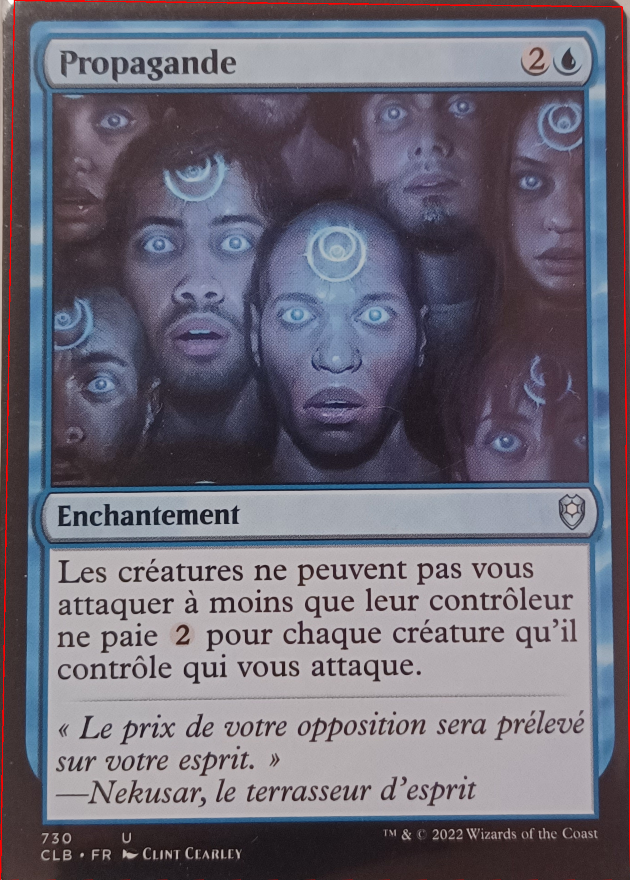 Propagande 2
Enchantement
Les créatures ne peuvent pas vous
attaquer à moins que leur contrôleur
ne paie 2 pour chaque créature qu'il
contrôle qui vous attaque.
« Le prix de votre opposition sera prélevé
sur votre esprit. »
—Nekusar, le terrasseur d'esprit
730 U
CLB • FR Clint Cearley
™ & © 2022 Wizards of the Coast